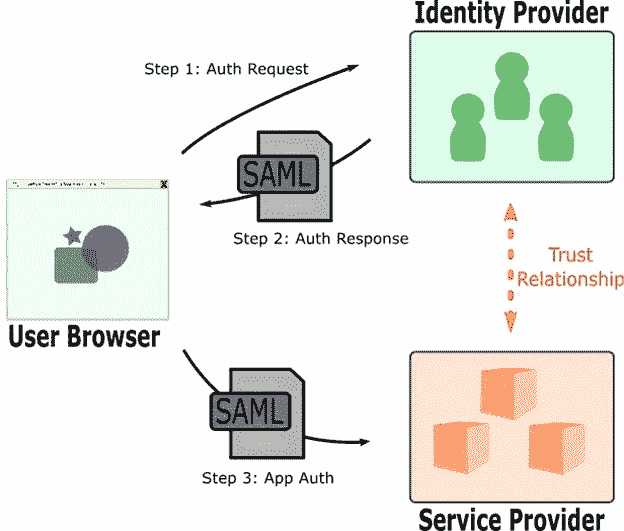 Identity Provider
Step 1: Auth Request
SAML
Step 2: Auth Response
X
Trust
Relationship
User Browser
SAML
Step 3: App Auth
Service Provider